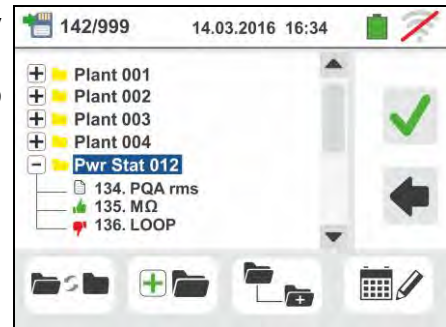 142/999 14.03.2016 16:34
Plant 001
Plant 002
Plant 003
Plant 004
Pwr Stat 012
134. PQA rms
135. MΩ
136. LOOP